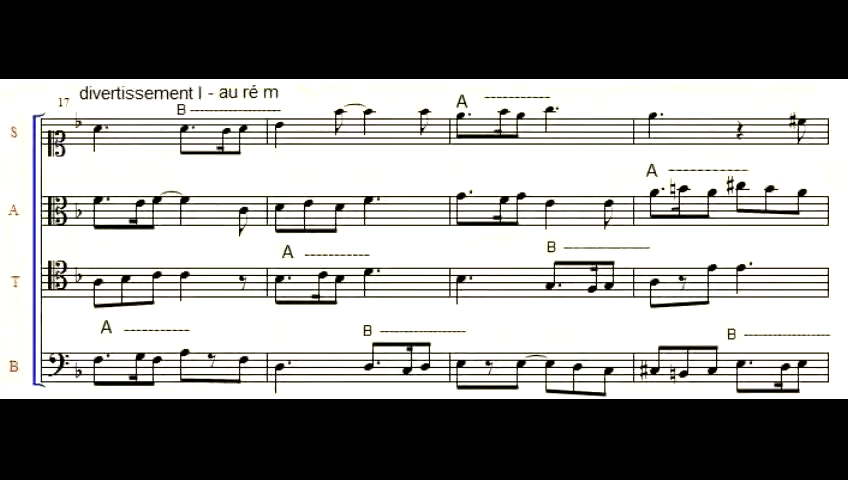 divertissement I - au ré m
17
B ----------------
A -----------
S
A -------------
A
A -----------
B ----------------
T
A -----------
B ----------------
B ----------------
B